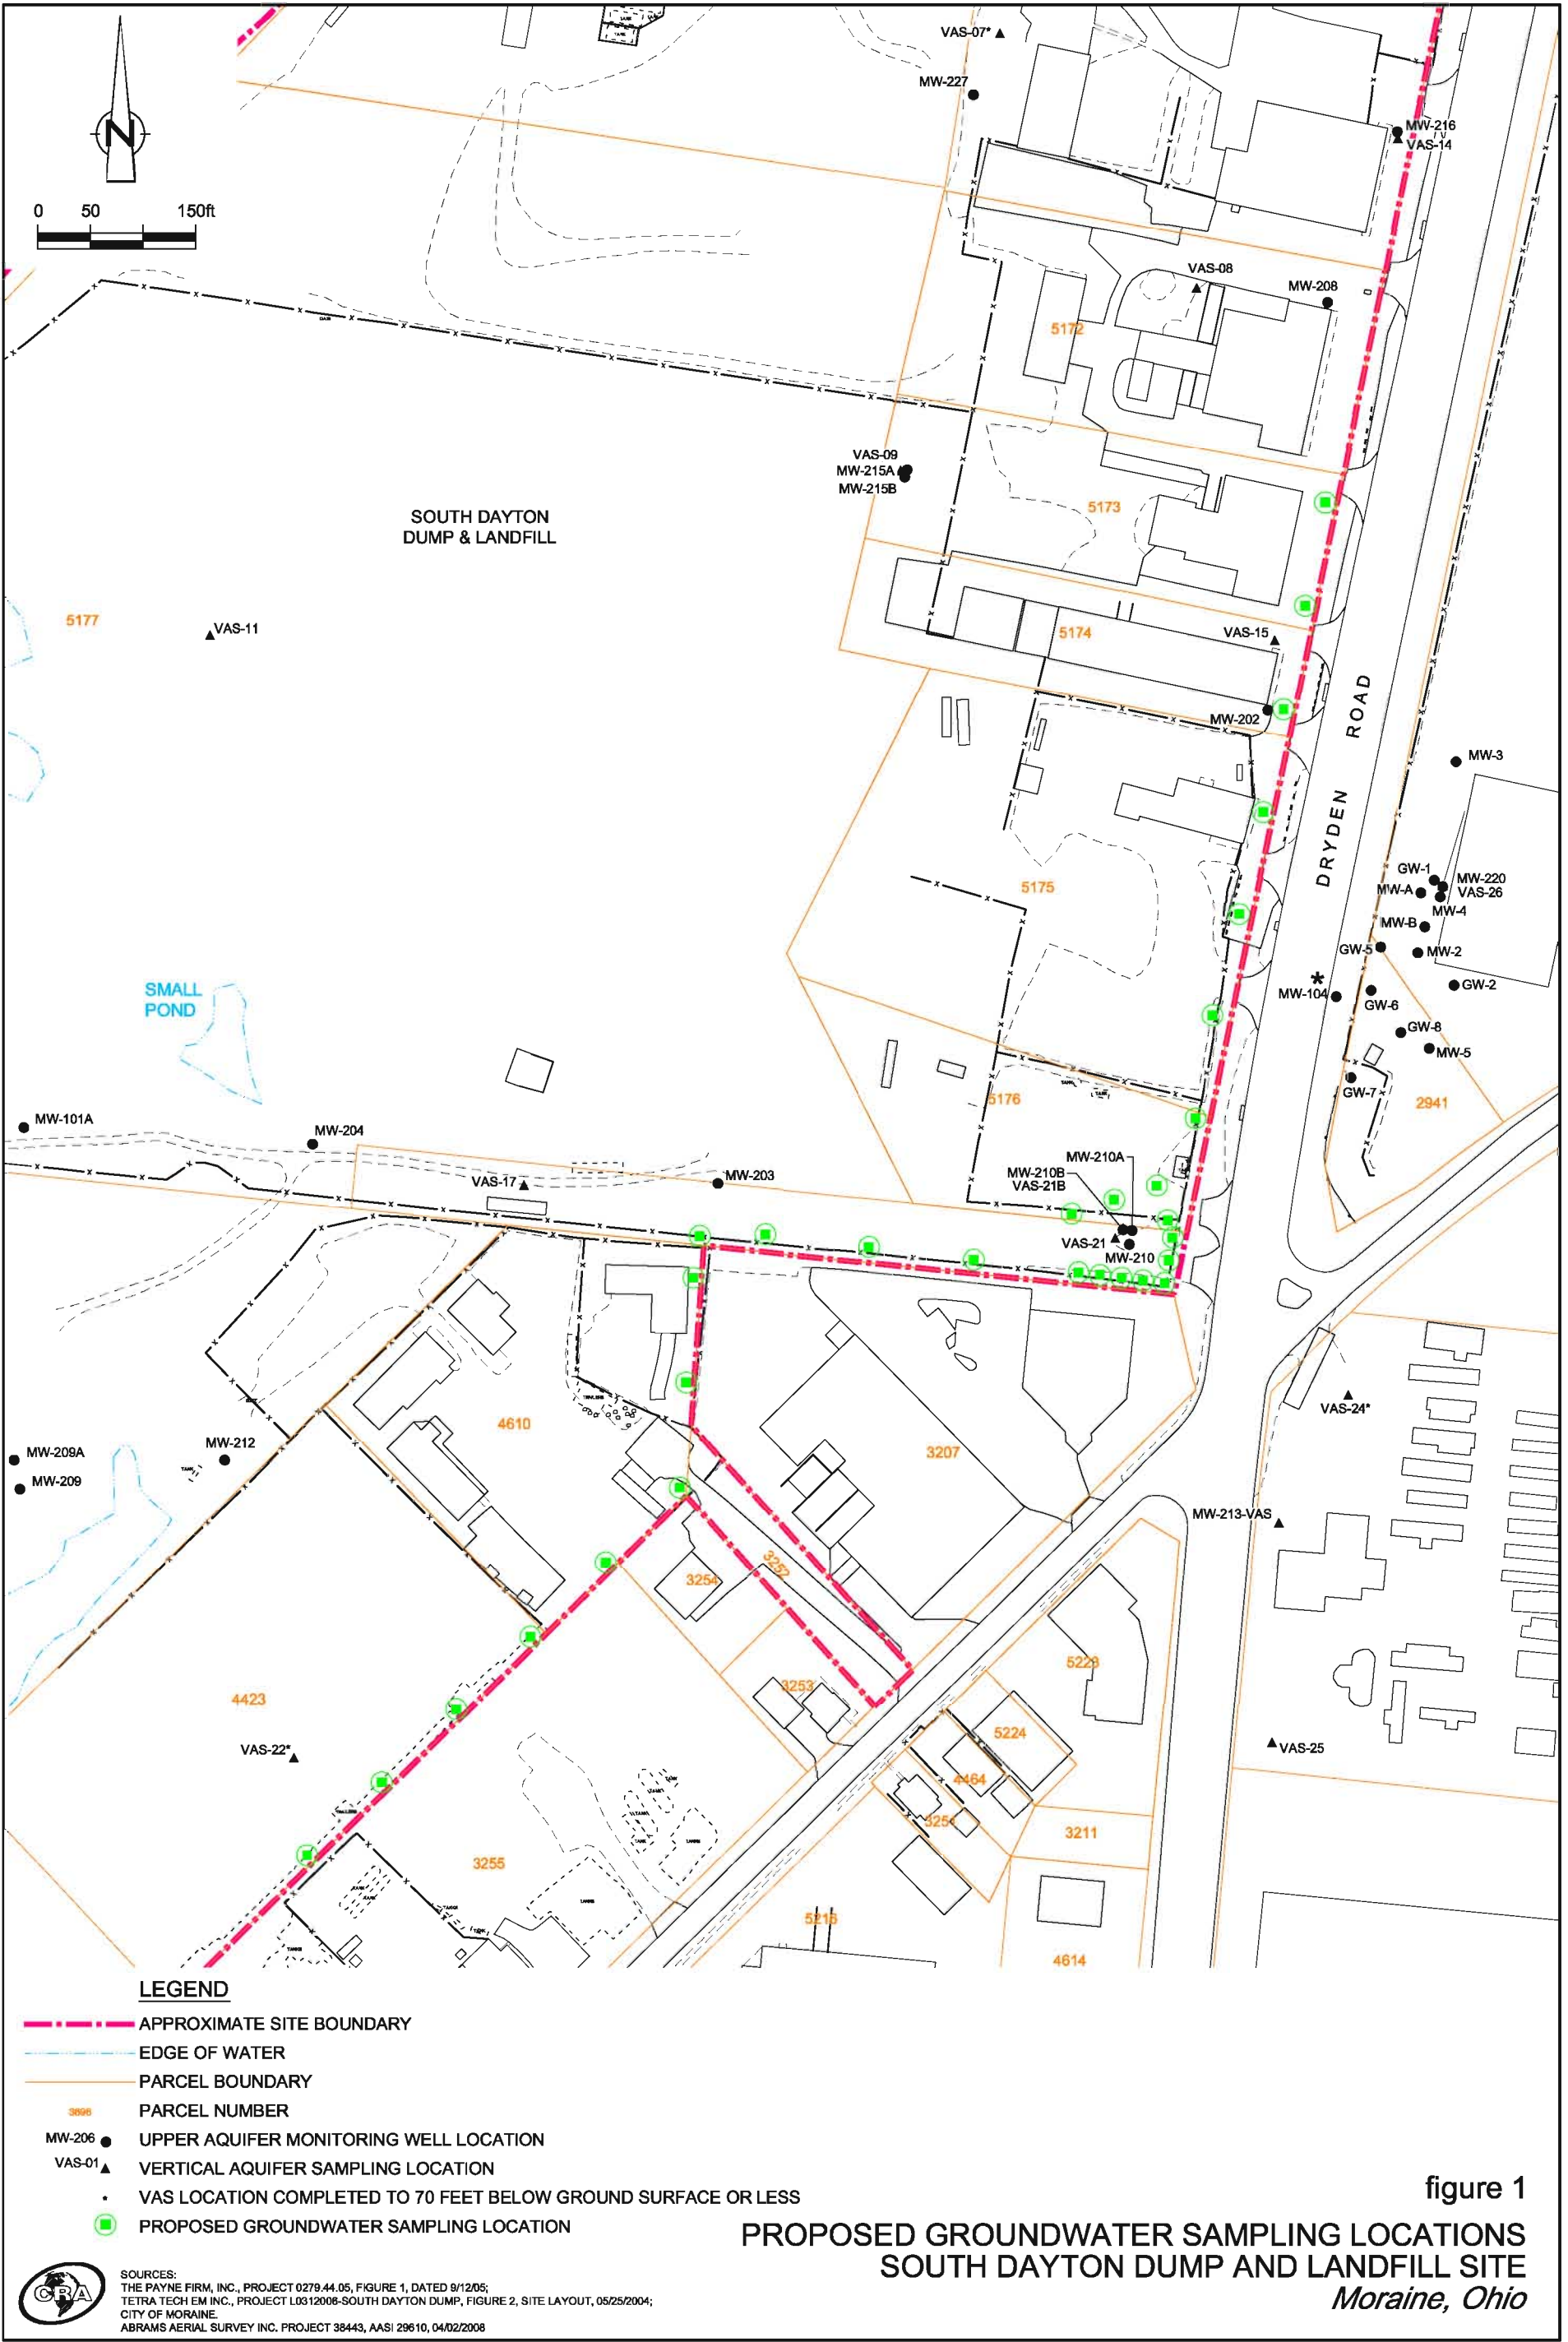 VAS-07*
MW-227
N
MW-216
VAS-14
0 50 150ft
VAS-08
MW-208
5172
VAS-09
MW-215A
MW-215B
5173
SOUTH DAYTON
DUMP & LANDFILL
5177
VAS-11
5174
VAS-15
MW-202
DRYDEN ROAD
MW-3
5175
GW-1
MW-220
MW-A
VAS-26
MW-4
MW-B
GW-5
MW-2
*
MW-104
GW-6
GW-2
SMALL
POND
GW-8
MW-5
GW-7
2941
5176
TANK
TANK
MW-101A
MW-204
MW-210A
MW-210B
VAS-21B
VAS-17
MW-203
VAS-21
MW-210
VAS-24*
TRAILERS
4610
3207
MW-209A
MW-212
MW-209
TANK
MW-213-VAS
3252
3254
5223
3253
4423
5224
VAS-22*
VAS-25
4464
TRAILERS
3211
3255
5216
4614
LEGEND
APPROXIMATE SITE BOUNDARY
EDGE OF WATER
PARCEL BOUNDARY
3696 PARCEL NUMBER
MW-206 UPPER AQUIFER MONITORING WELL LOCATION
VAS-01 VERTICAL AQUIFER SAMPLING LOCATION
* VAS LOCATION COMPLETED TO 70 FEET BELOW GROUND SURFACE OR LESS
PROPOSED GROUNDWATER SAMPLING LOCATION
figure 1
PROPOSED GROUNDWATER SAMPLING LOCATIONS
SOUTH DAYTON DUMP AND LANDFILL SITE
Moraine, Ohio
CRA
SOURCES:
THE PAYNE FIRM, INC., PROJECT 0279.44.05, FIGURE 1, DATED 9/12/05;
TETRA TECH EM INC., PROJECT L0312006-SOUTH DAYTON DUMP, FIGURE 2, SITE LAYOUT, 05/25/2004;
CITY OF MORAINE.
ABRAMS AERIAL SURVEY INC. PROJECT 38443, AASI 29610, 04/02/2008